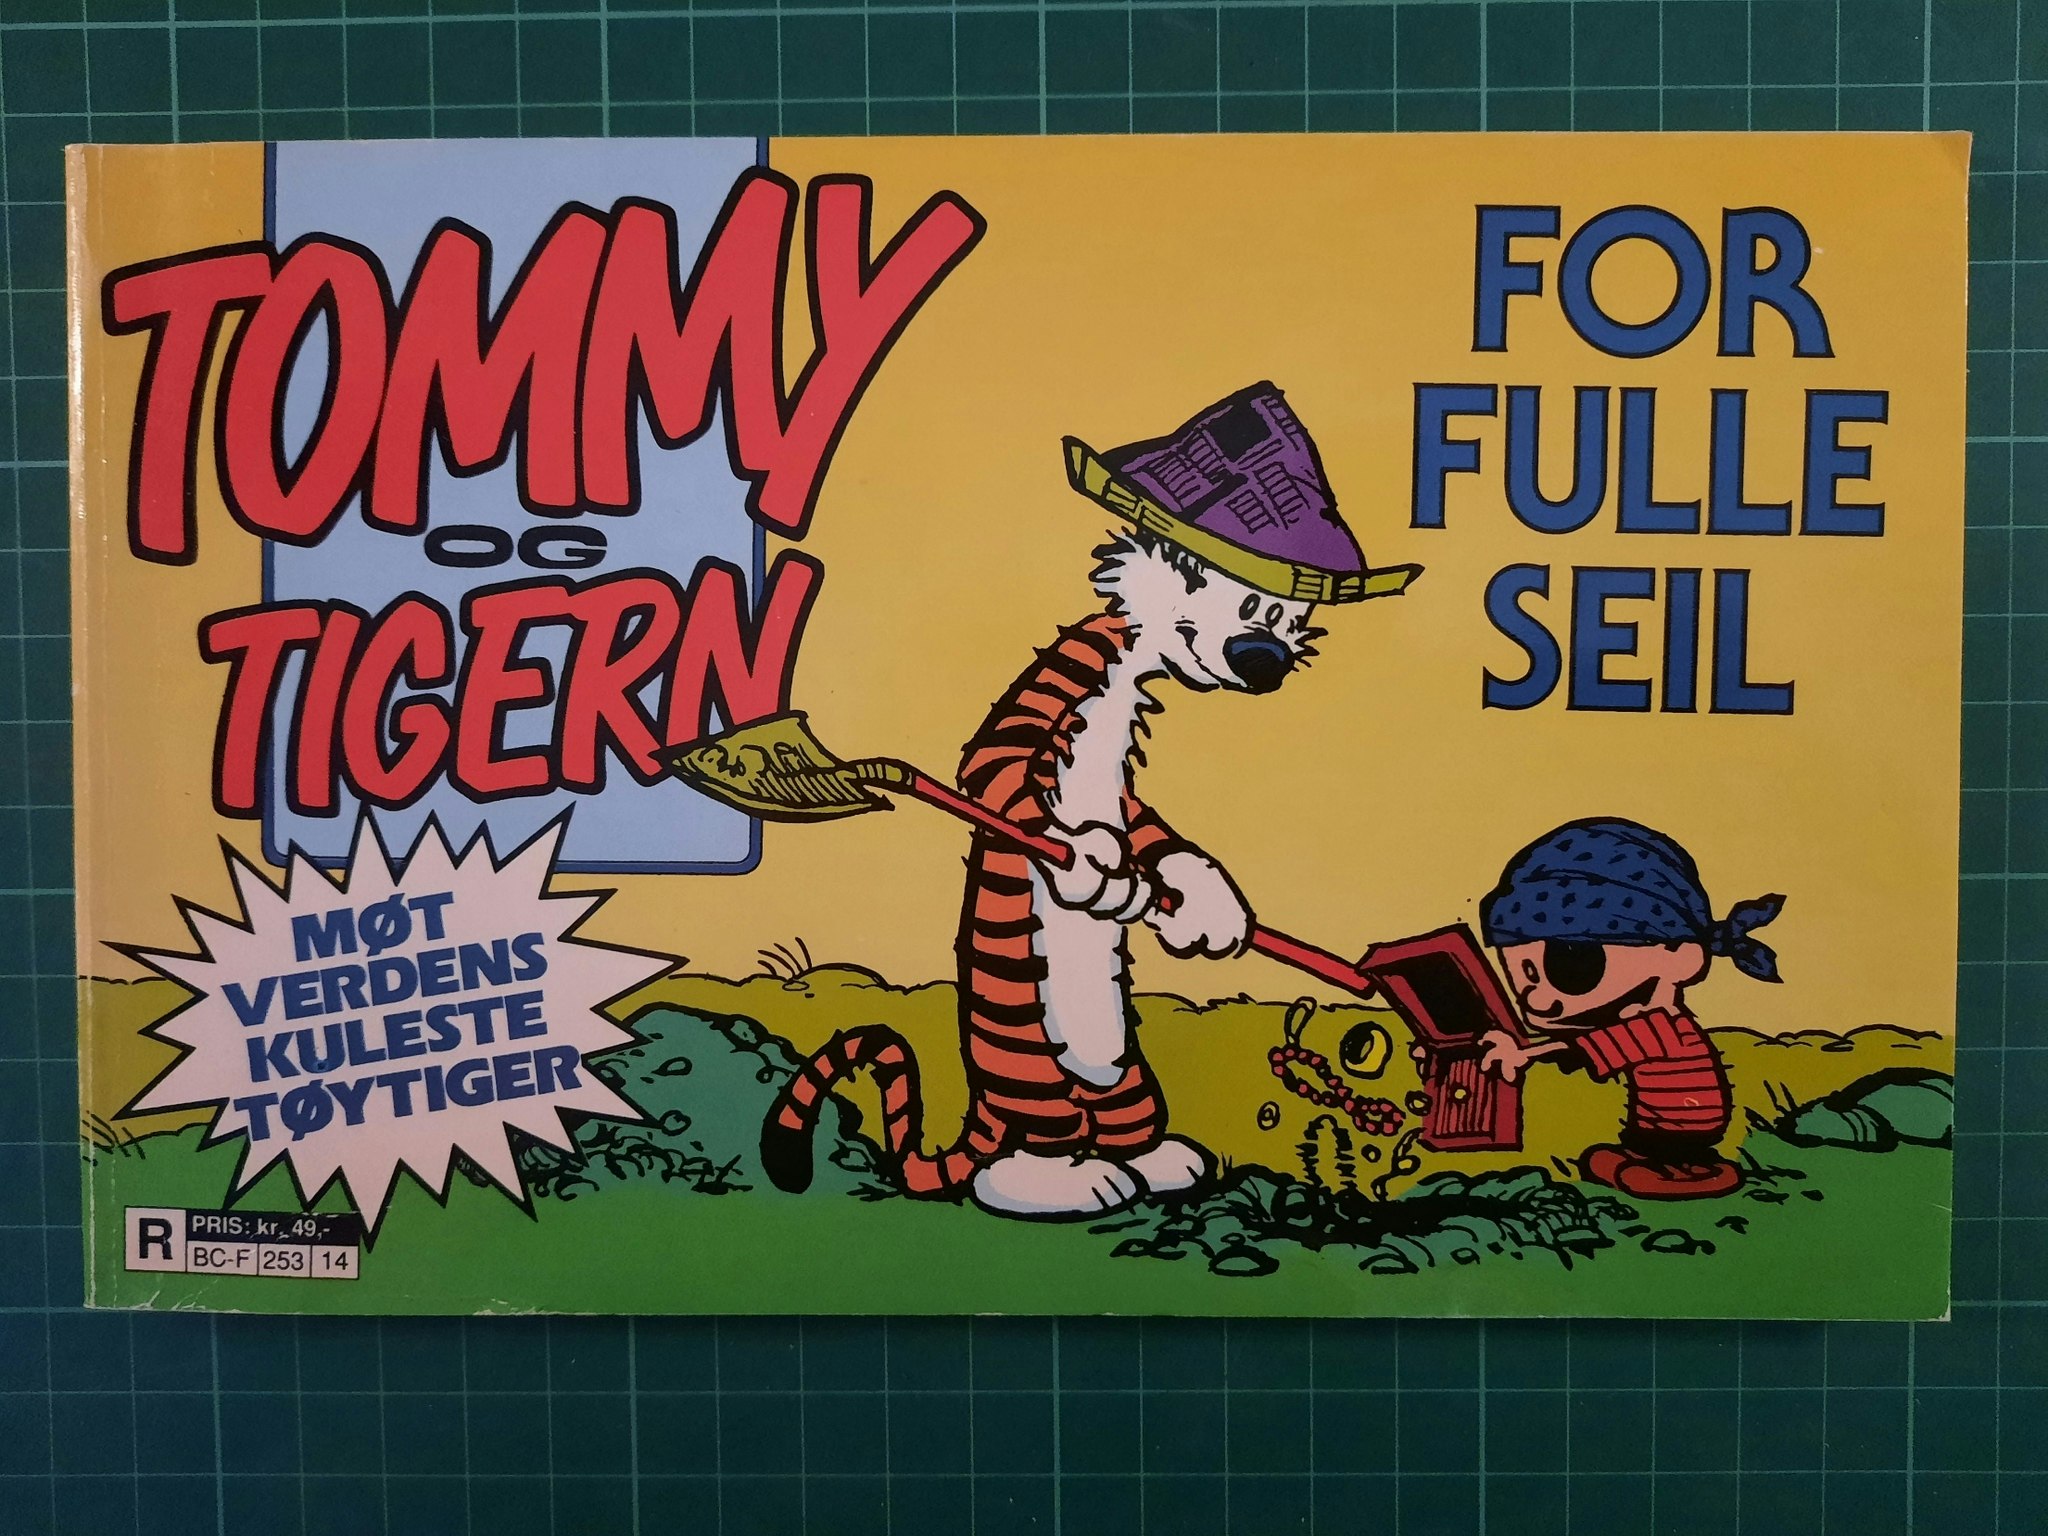 TOMMY
OG
TIGERN
FOR
FULLE
SEIL
MØT
VERDENS
KULESTE
TØYTIGER
R
PRIS: kr. 49,-
BC-F 253 14